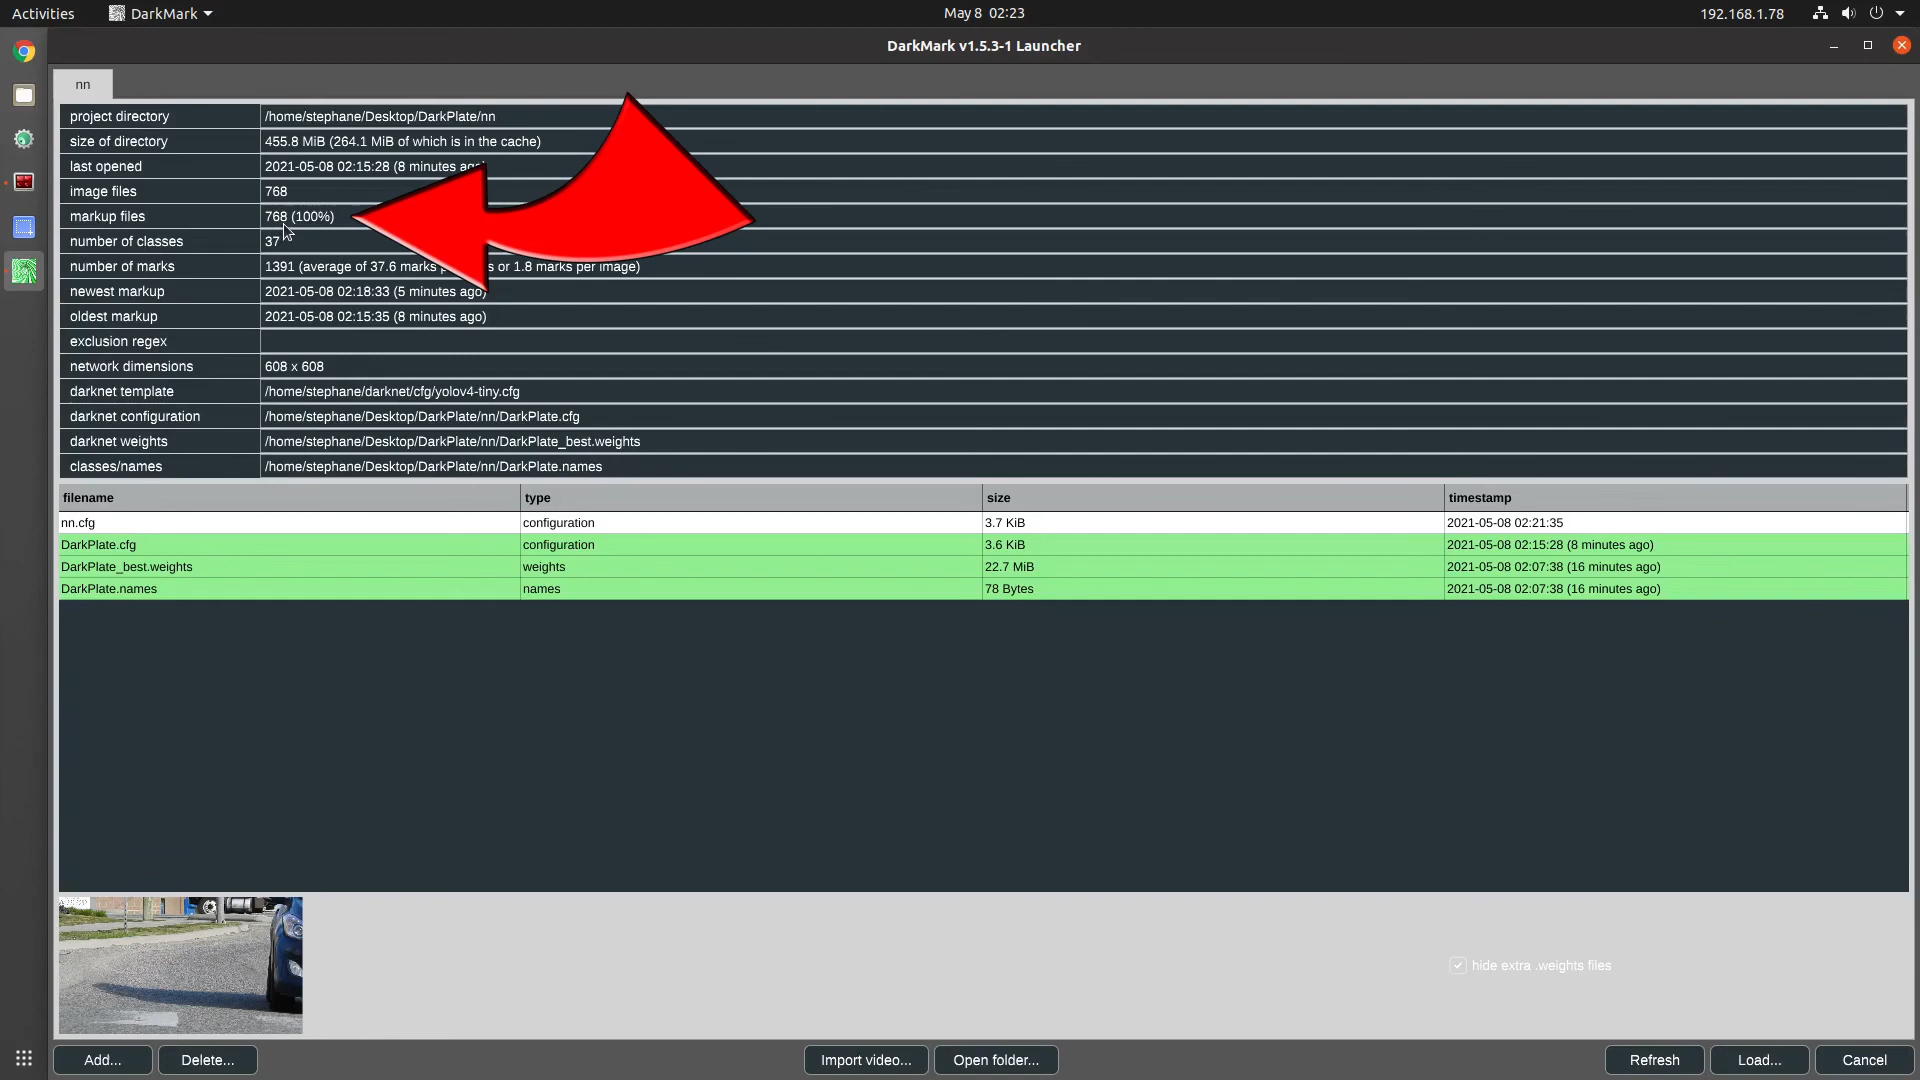 Activities DarkMark May 8 02:23 192.168.1.78
DarkMark v1.5.3-1 Launcher
nn
project directory /home/stephane/Desktop/DarkPlate/nn
size of directory 455.8 MiB (264.1 MiB of which is in the cache)
last opened 2021-05-08 02:15:28 (8 minutes ago)
image files 768
markup files 768 (100%)
number of classes 37
number of marks 1391 (average of 37.6 marks or 1.8 marks per image)
newest markup 2021-05-08 02:18:33 (5 minutes ago)
oldest markup 2021-05-08 02:15:35 (8 minutes ago)
exclusion regex
network dimensions 608 x 608
darknet template /home/stephane/darknet/cfg/yolov4-tiny.cfg
darknet configuration /home/stephane/Desktop/DarkPlate/nn/DarkPlate.cfg
darknet weights /home/stephane/Desktop/DarkPlate/nn/DarkPlate_best.weights
classes/names /home/stephane/Desktop/DarkPlate/nn/DarkPlate.names
filename type size timestamp
nn.cfg configuration 3.7 KiB 2021-05-08 02:21:35
DarkPlate.cfg configuration 3.6 KiB 2021-05-08 02:15:28 (8 minutes ago)
DarkPlate_best.weights weights 22.7 MiB 2021-05-08 02:07:38 (16 minutes ago)
DarkPlate.names names 78 Bytes 2021-05-08 02:07:38 (16 minutes ago)
hide extra .weights files
Add... Delete... Import video... Open folder... Refresh Load... Cancel